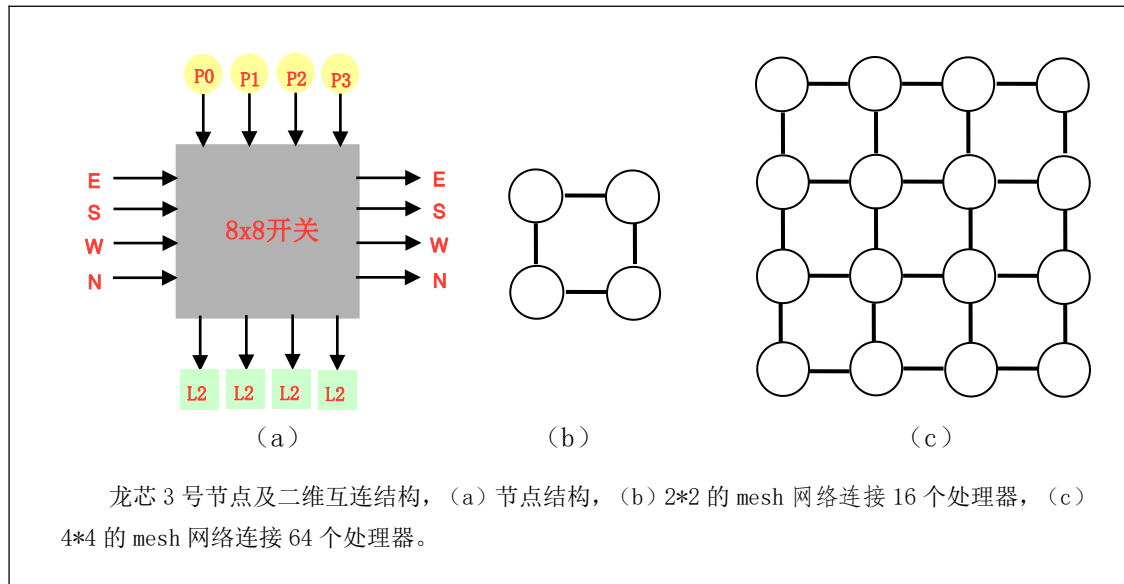 P0 P1 P2 P3
E E
S S
8x8开关
W W
N N
L2 L2 L2 L2
（a） （b） （c）
龙芯 3 号节点及二维互连结构，（a）节点结构，（b）2*2 的 mesh 网络连接 16 个处理器，（c）
4*4 的 mesh 网络连接 64 个处理器。